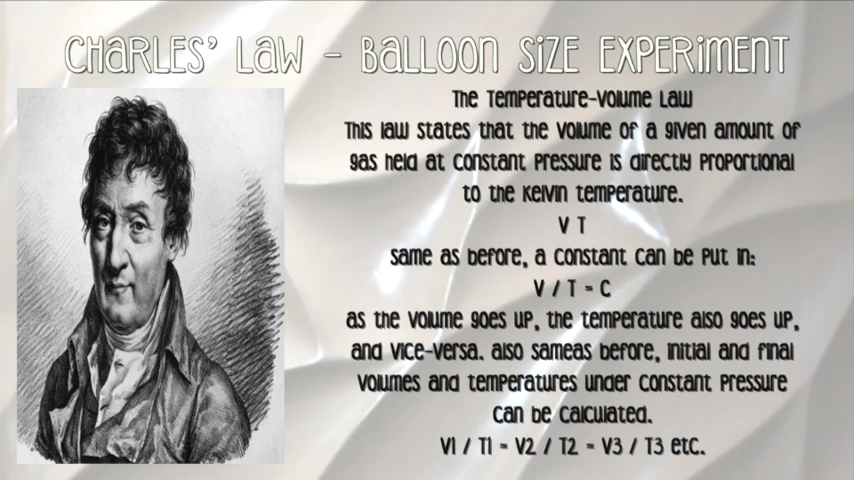 CHARLES' LAW - BALLOON SIZE EXPERIMENT
The Temperature-Volume Law
This law states that the volume of a given amount of
gas held at constant pressure is directly proportional
to the Kelvin temperature.
V T
Same as before, a constant can be put in:
V / T = C
As the volume goes up, the temperature also goes up,
and vice-versa. Also sameas before, initial and final
volumes and temperatures under constant pressure
can be calculated.
V1 / T1 = V2 / T2 = V3 / T3 etc.